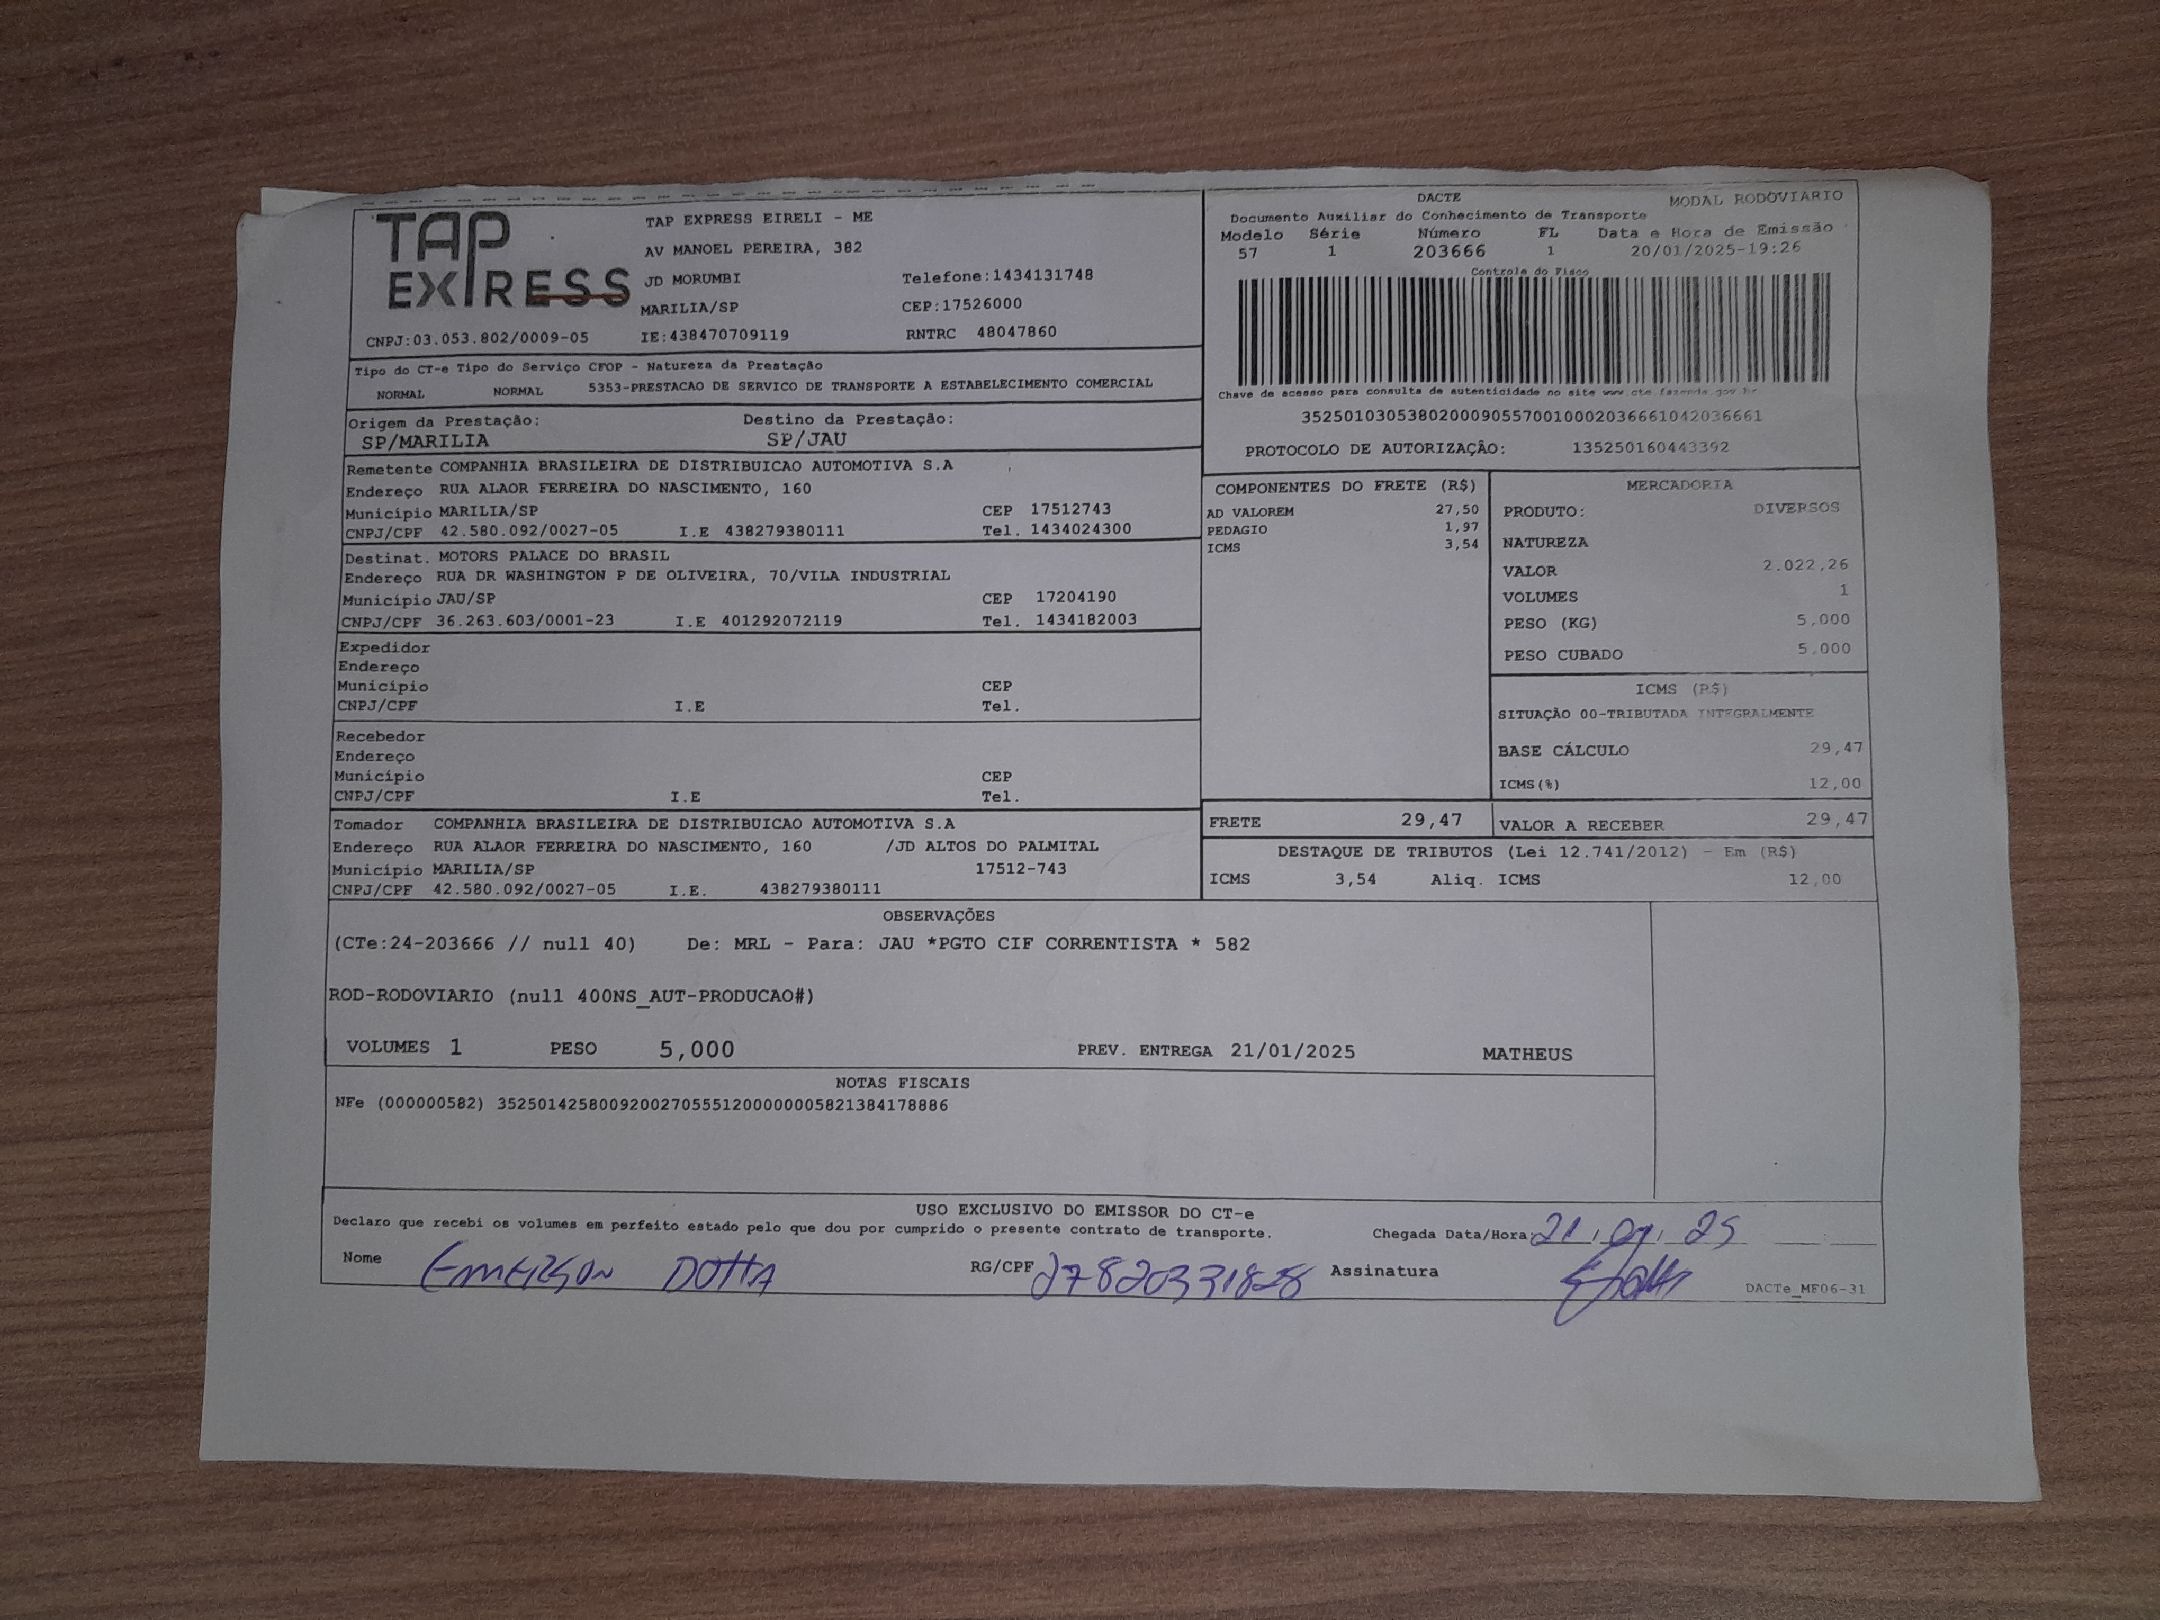 TAP EXPRESS
TAP EXPRESS EIRELI - ME
AV MANOEL PEREIRA, 382
JD MORUMBI Telefone:1434131748
MARILIA/SP CEP:17526000
CNPJ:03.053.802/0009-05 IE:438470709119 RNTRC 48047860
DACTE MODAL RODOVIARIO
Documento Auxiliar do Conhecimento de Transporte
Modelo Série Número FL Data e Hora de Emissão
57 1 203666 1 20/01/2025-19:26
Controle do Fisco
Chave de acesso para consulta de autenticidade no site www.cte.fazenda.gov.br
35250103053802000905570010002036661042036661
PROTOCOLO DE AUTORIZAÇÃO: 135250160443392
Tipo do CT-e Tipo do Serviço CFOP - Natureza da Prestação
NORMAL NORMAL 5353-PRESTACAO DE SERVICO DE TRANSPORTE A ESTABELECIMENTO COMERCIAL
Origem da Prestação: Destino da Prestação:
SP/MARILIA SP/JAU
Remetente COMPANHIA BRASILEIRA DE DISTRIBUICAO AUTOMOTIVA S.A
Endereço RUA ALAOR FERREIRA DO NASCIMENTO, 160
Município MARILIA/SP CEP 17512743
CNPJ/CPF 42.580.092/0027-05 I.E 438279380111 Tel. 1434024300
Destinat. MOTORS PALACE DO BRASIL
Endereço RUA DR WASHINGTON P DE OLIVEIRA, 70/VILA INDUSTRIAL
Município JAU/SP CEP 17204190
CNPJ/CPF 36.263.603/0001-23 I.E 401292072119 Tel. 1434182003
Expedidor
Endereço
Município CEP
CNPJ/CPF I.E Tel.
Recebedor
Endereço
Município CEP
CNPJ/CPF I.E Tel.
Tomador COMPANHIA BRASILEIRA DE DISTRIBUICAO AUTOMOTIVA S.A
Endereço RUA ALAOR FERREIRA DO NASCIMENTO, 160 /JD ALTOS DO PALMITAL
Município MARILIA/SP 17512-743
CNPJ/CPF 42.580.092/0027-05 I.E. 438279380111
COMPONENTES DO FRETE (R$)
AD VALOREM 27,50
PEDAGIO 1,97
ICMS 3,54
MERCADORIA
PRODUTO: DIVERSOS
NATUREZA
VALOR 2.022,26
VOLUMES 1
PESO (KG) 5,000
PESO CUBADO 5.000
ICMS (R$)
SITUAÇÃO 00-TRIBUTADA INTEGRALMENTE
BASE CÁLCULO 29,47
ICMS(%) 12,00
FRETE 29,47 VALOR A RECEBER 29,47
DESTAQUE DE TRIBUTOS (Lei 12.741/2012) - Em (R$)
ICMS 3,54 Aliq. ICMS 12,00
OBSERVAÇÕES
(CTe:24-203666 // null 40) De: MRL - Para: JAU *PGTO CIF CORRENTISTA * 582
ROD-RODOVIARIO (null 400NS_AUT-PRODUCAO#)
VOLUMES 1 PESO 5,000 PREV. ENTREGA 21/01/2025 MATHEUS
NOTAS FISCAIS
NFe (000000582) 35250142580092002705551200000005821384178886
USO EXCLUSIVO DO EMISSOR DO CT-e
Declaro que recebi os volumes em perfeito estado pelo que dou por cumprido o presente contrato de transporte. Chegada Data/Hora 21, 01, 25
Nome EMERSON DOTTA RG/CPF 27820331828 Assinatura
DACTe_MF06-31